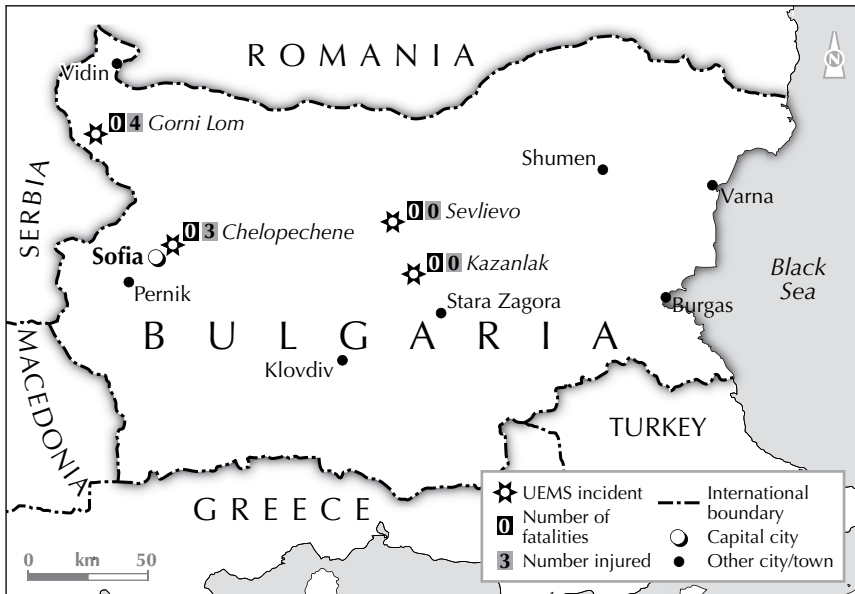 ROMANIA
N
Vidin
0 4 Gorni Lom
Shumen
SERBIA
Varna
0 0 Sevlievo
0 3 Chelopechene
Sofia
0 0 Kazanlak
Black
Sea
Pernik
Stara Zagora
Burgas
BULGARIA
MACEDONIA
Klovdiv
TURKEY
GREECE
UEMS incident
0 Number of
fatalities
3 Number injured
International
boundary
Capital city
Other city/town
0 km 50